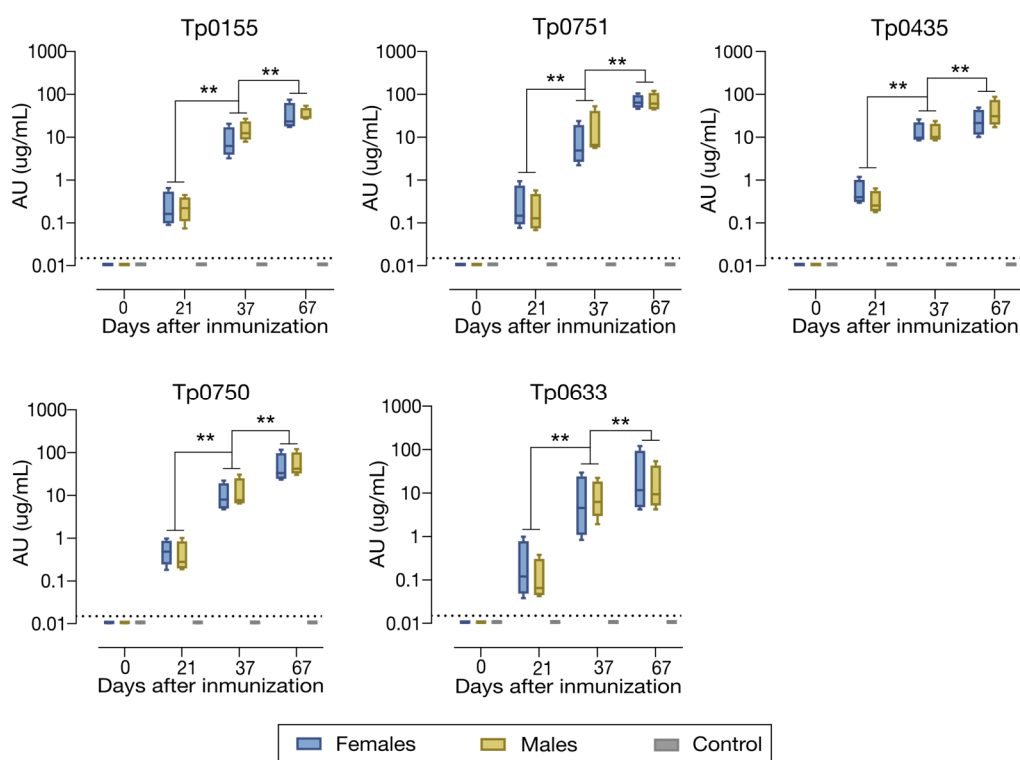 Tp0155
AU (ug/mL)
1000
100
10
1
0.1
0.01
**
**
0 21 37 67
Days after inmunization
Tp0751
AU (ug/mL)
1000
100
10
1
0.1
0.01
**
**
0 21 37 67
Days after inmunization
Tp0435
AU (ug/mL)
1000
100
10
1
0.1
0.01
**
**
0 21 37 67
Days after inmunization
Tp0750
AU (ug/mL)
1000
100
10
1
0.1
0.01
**
**
0 21 37 67
Days after inmunization
Tp0633
AU (ug/mL)
1000
100
10
1
0.1
0.01
**
**
0 21 37 67
Days after inmunization
Females Males Control